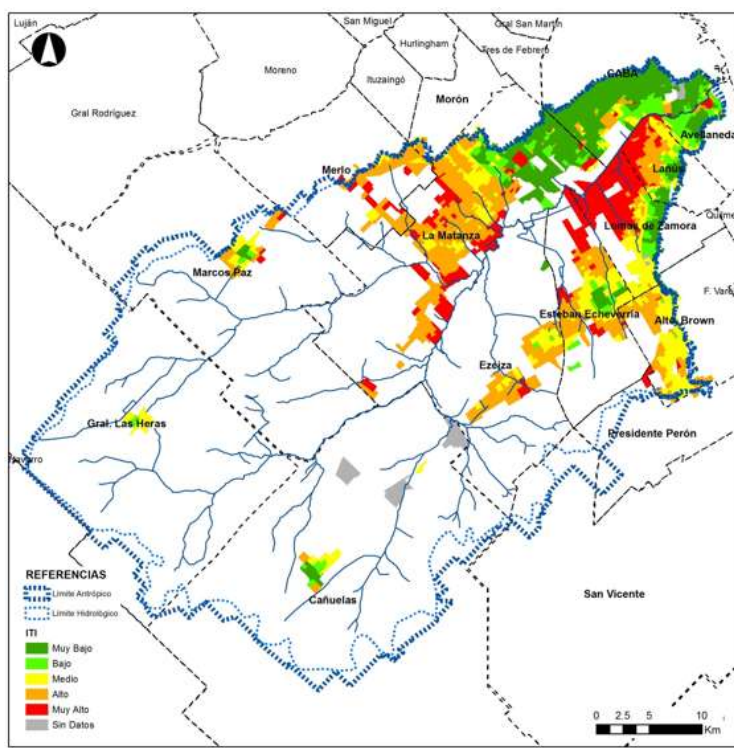 Luján
San Miguel
Gral San Martín
Hurlingham
Tres de Febrero
Moreno
Ituzaingó
CABA
Gral Rodríguez
Morón
Avellaneda
Merlo
Lanús
La Matanza
Lomas de Zamora
Marcos Paz
Esteban Echeverría
Alte. Brown
Ezeiza
Gral. Las Heras
Presidente Perón
Cañuelas
San Vicente
REFERENCIAS
Límite Antrópico
Límite Hidrológico
ITI
Muy Bajo
Bajo
Medio
Alto
Muy Alto
Sin Datos
0 2.5 5 10
Km